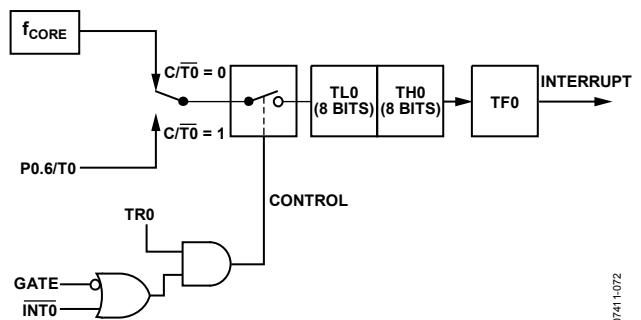 fCORE
C/T0̅ = 0
C/T0̅ = 1
P0.6/T0
TL0
(8 BITS)
TH0
(8 BITS)
TF0
INTERRUPT
CONTROL
TR0
GATE
I̅N̅T̅0̅
07411-072